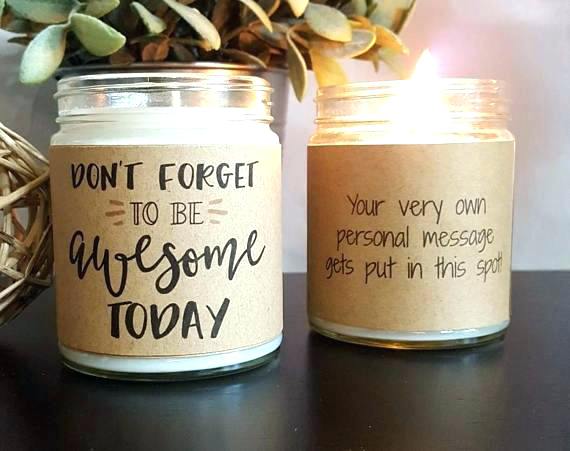 DON'T FORGET
TO BE
awesome
TODAY
Your very own
personal message
gets put in this spot!